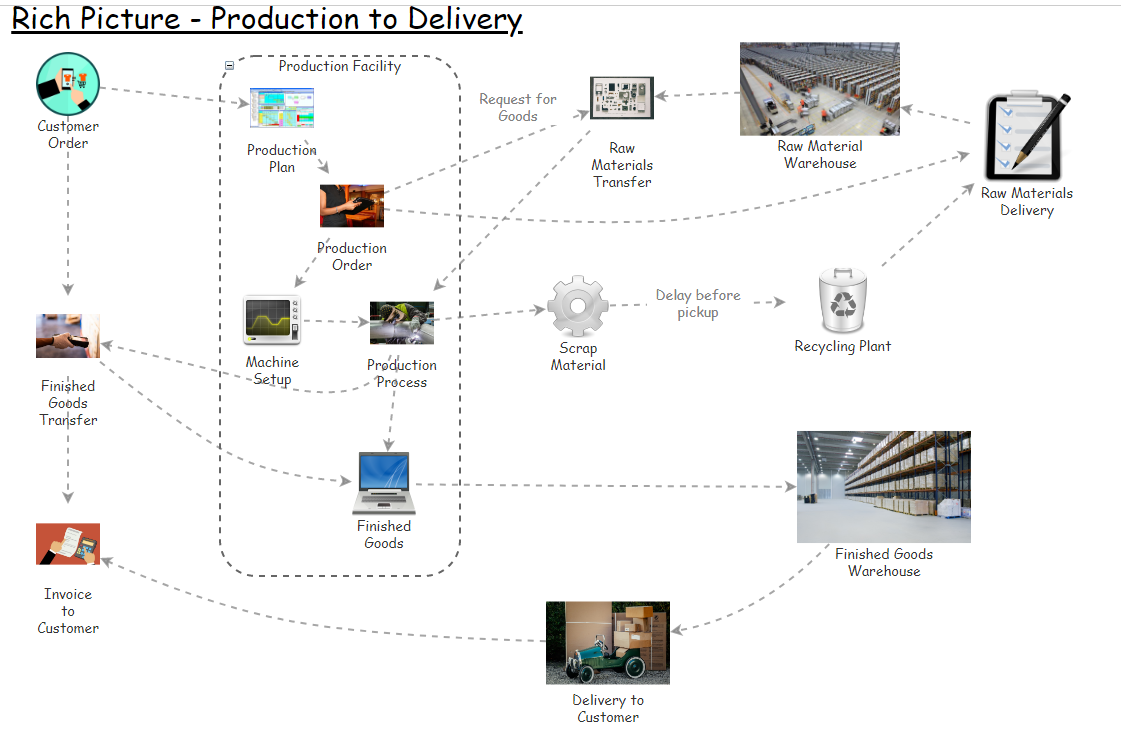 Rich Picture - Production to Delivery
Production Facility
Customer
Order
Production
Plan
Request for
Goods
Raw
Materials
Transfer
Raw Material
Warehouse
Raw Materials
Delivery
Production
Order
Machine
Setup
Production
Process
Scrap
Material
Delay before
pickup
Recycling Plant
Finished
Goods
Transfer
Finished
Goods
Finished Goods
Warehouse
Invoice
to
Customer
Delivery to
Customer